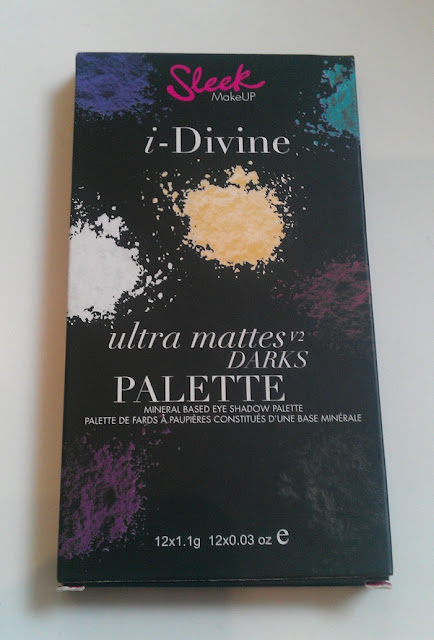 Sleek
MakeUP
i-Divine
ultra mattes V2
DARKS
PALETTE
MINERAL BASED EYE SHADOW PALETTE
PALETTE DE FARDS À PAUPIÈRES CONSTITUÉS D'UNE BASE MINÉRALE
12x1.1g 12x0.03 oz e